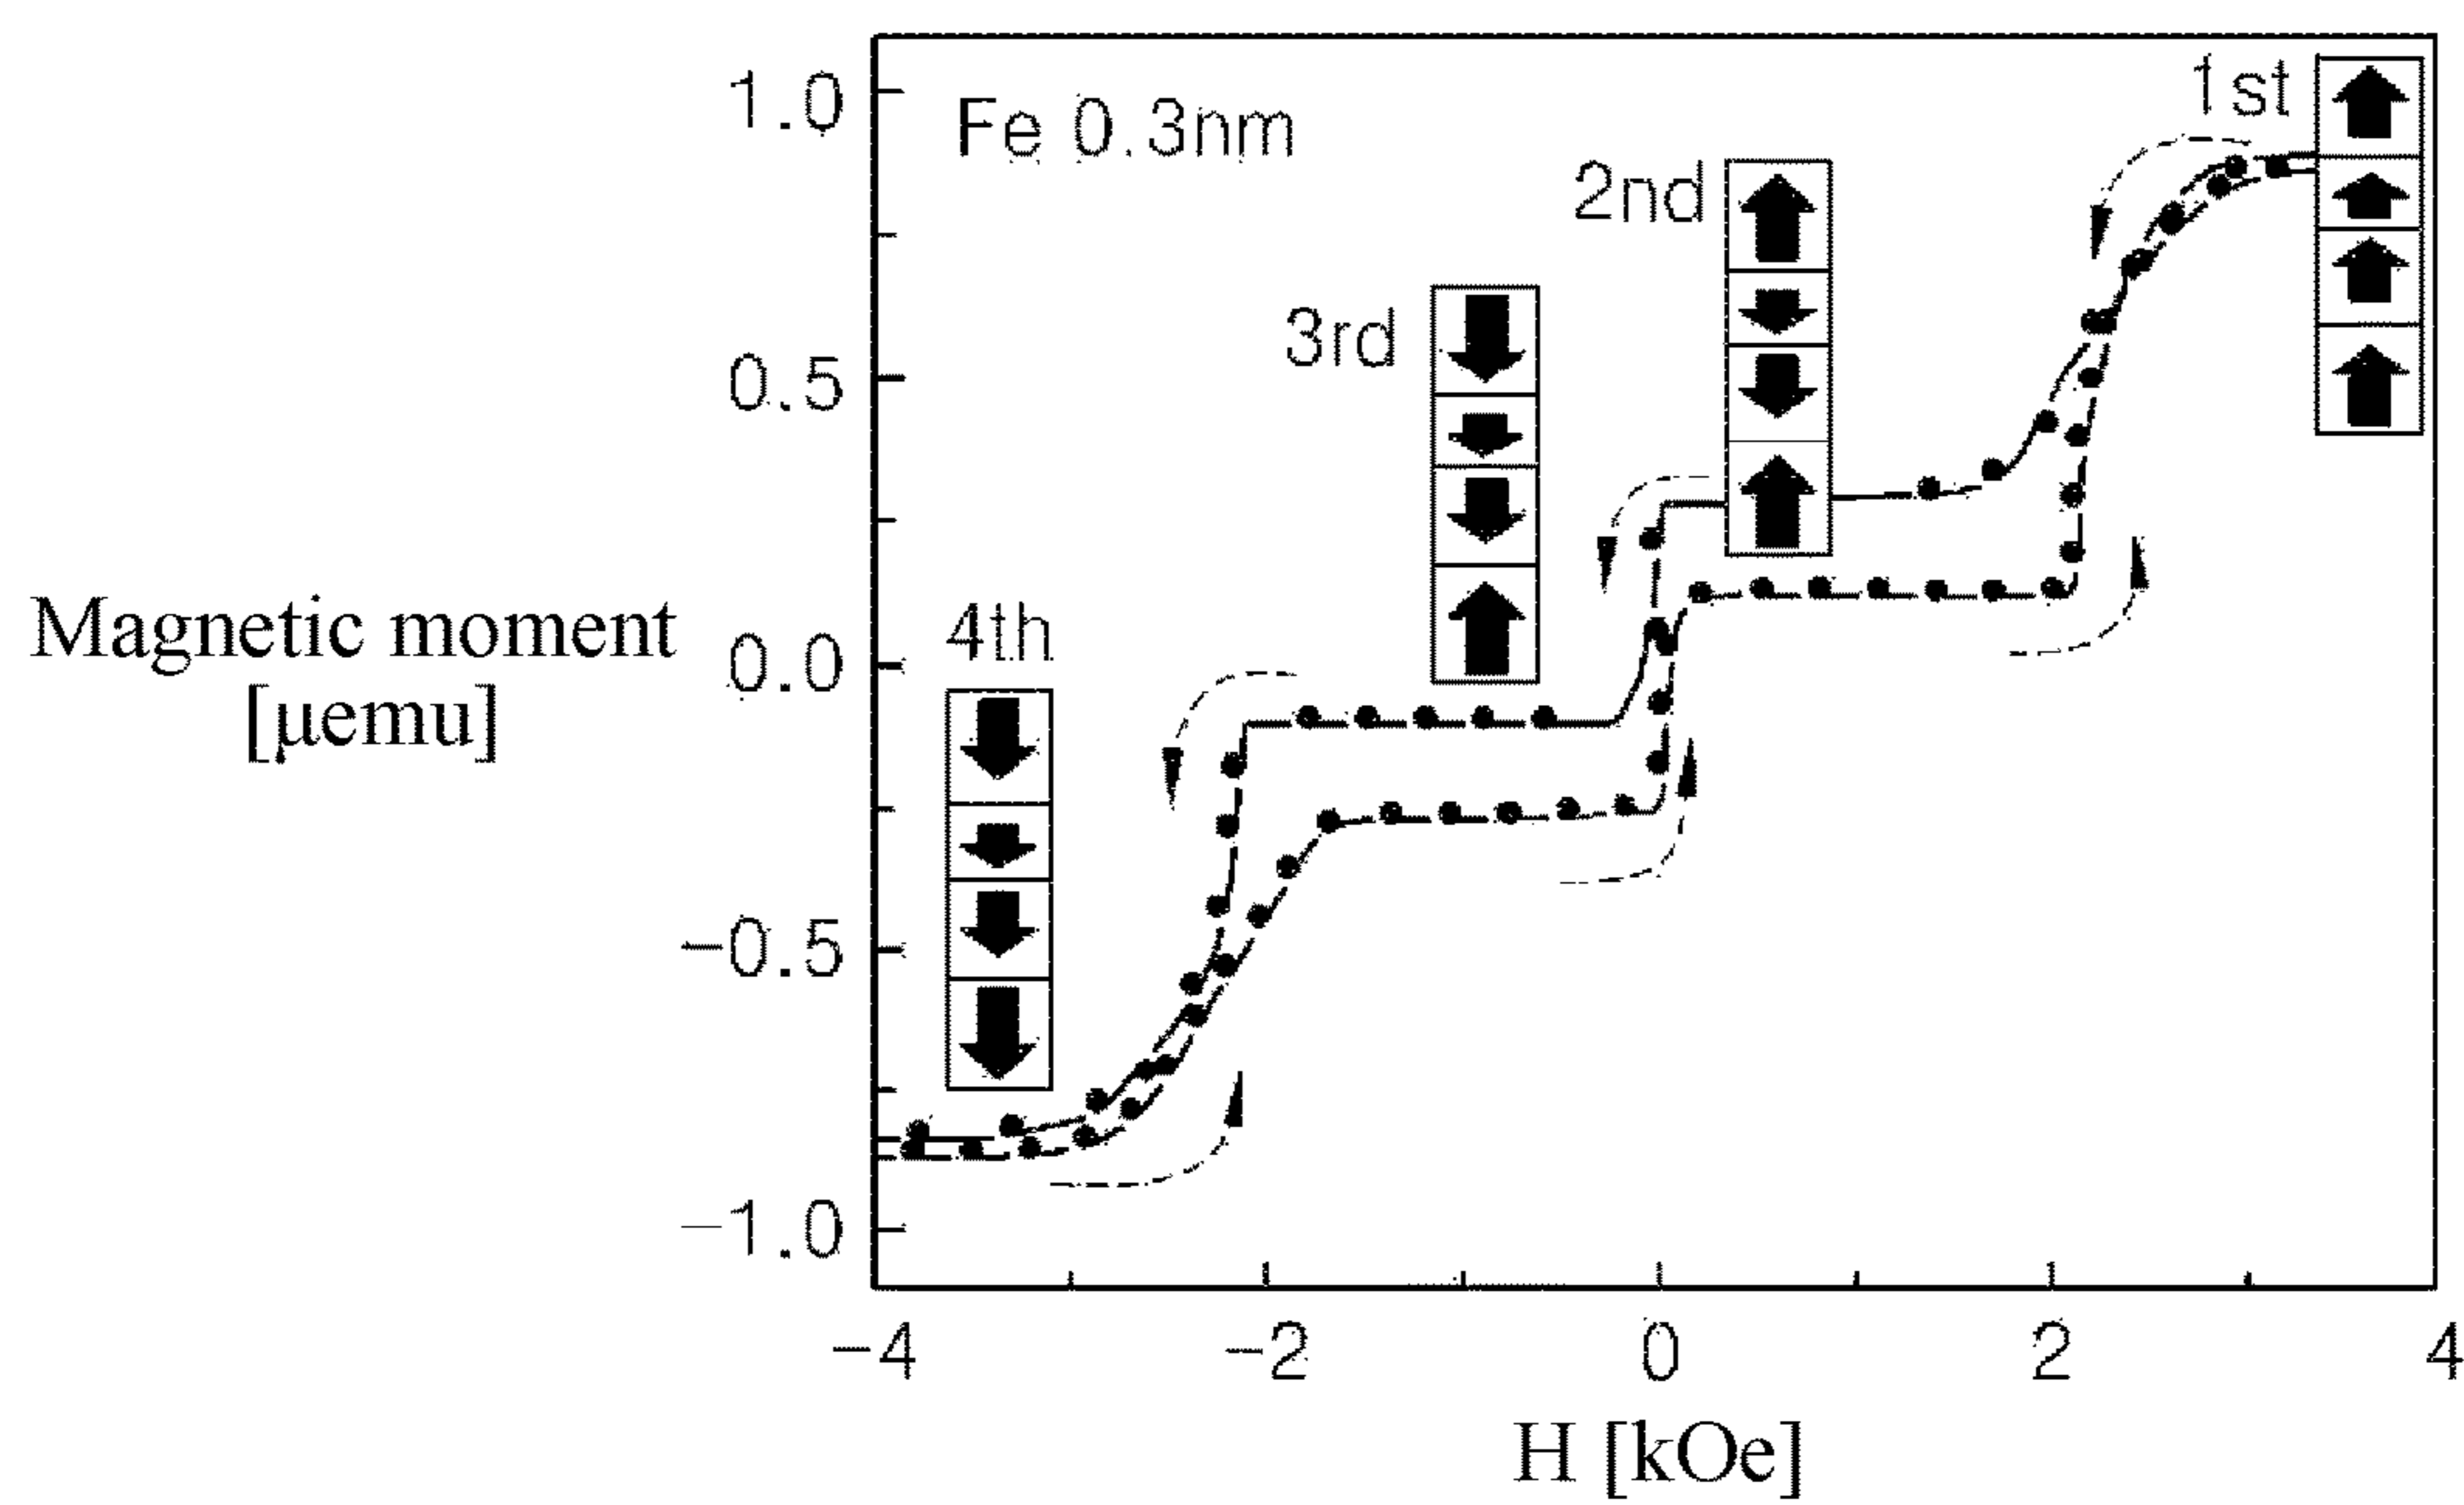 1.0
Fe 0.3nm
1st
2nd
0.5
3rd
Magnetic moment
[μemu]
0.0
4th
−0.5
−1.0
−4
−2
0
2
4
H [kOe]